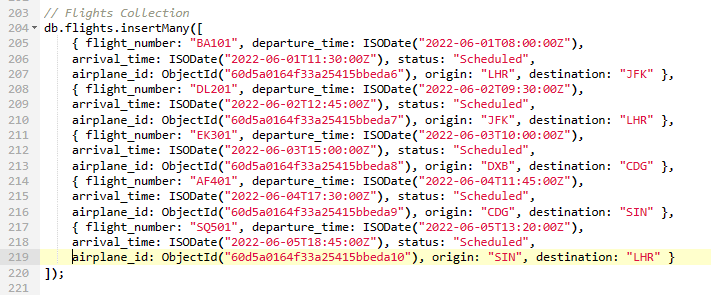 203 // Flights Collection
204 db.flights.insertMany([
205 { flight_number: "BA101", departure_time: ISODate("2022-06-01T08:00:00Z"),
206 arrival_time: ISODate("2022-06-01T11:30:00Z"), status: "Scheduled",
207 airplane_id: ObjectId("60d5a0164f33a25415bbeda6"), origin: "LHR", destination: "JFK" },
208 { flight_number: "DL201", departure_time: ISODate("2022-06-02T09:30:00Z"),
209 arrival_time: ISODate("2022-06-02T12:45:00Z"), status: "Scheduled",
210 airplane_id: ObjectId("60d5a0164f33a25415bbeda7"), origin: "JFK", destination: "LHR" },
211 { flight_number: "EK301", departure_time: ISODate("2022-06-03T10:00:00Z"),
212 arrival_time: ISODate("2022-06-03T15:00:00Z"), status: "Scheduled",
213 airplane_id: ObjectId("60d5a0164f33a25415bbeda8"), origin: "DXB", destination: "CDG" },
214 { flight_number: "AF401", departure_time: ISODate("2022-06-04T11:45:00Z"),
215 arrival_time: ISODate("2022-06-04T17:30:00Z"), status: "Scheduled",
216 airplane_id: ObjectId("60d5a0164f33a25415bbeda9"), origin: "CDG", destination: "SIN" },
217 { flight_number: "SQ501", departure_time: ISODate("2022-06-05T13:20:00Z"),
218 arrival_time: ISODate("2022-06-05T18:45:00Z"), status: "Scheduled",
219 airplane_id: ObjectId("60d5a0164f33a25415bbeda10"), origin: "SIN", destination: "LHR" }
220 ]);
221